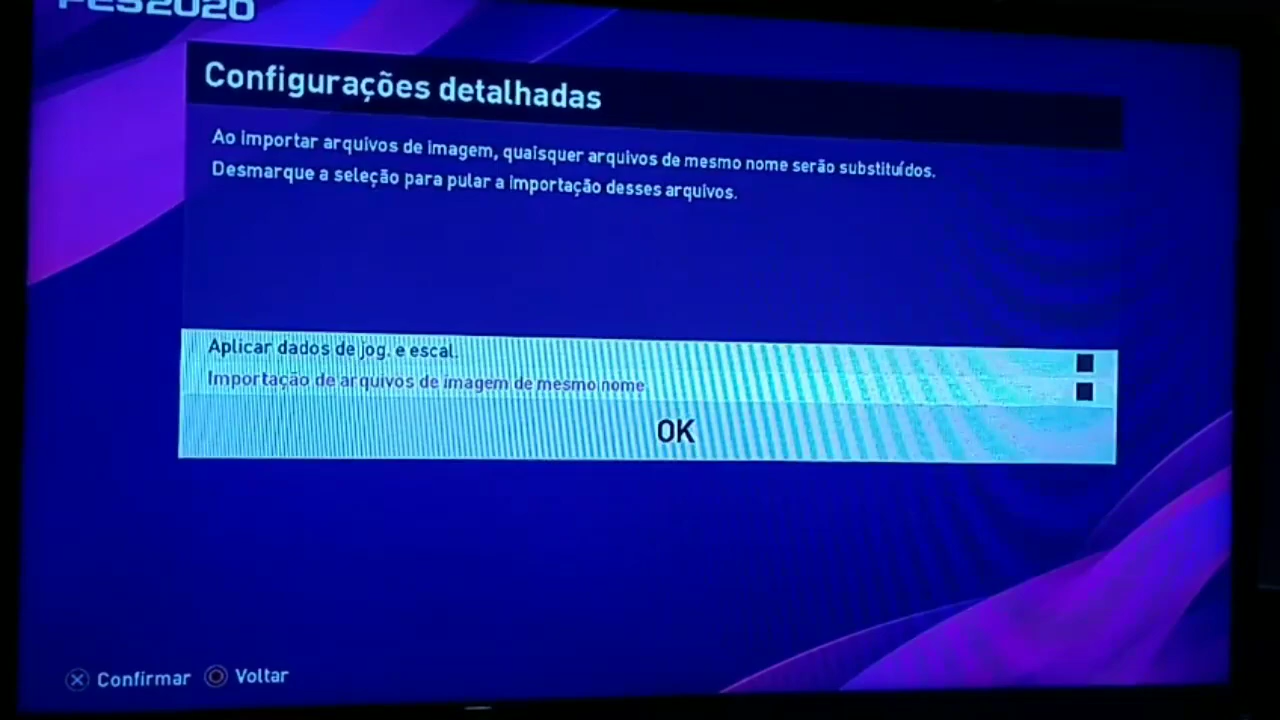 PES2020
Configurações detalhadas
Ao importar arquivos de imagem, quaisquer arquivos de mesmo nome serão substituídos.
Desmarque a seleção para pular a importação desses arquivos.
Aplicar dados de jog. e escal.
Importação de arquivos de imagem de mesmo nome
OK
Confirmar Voltar